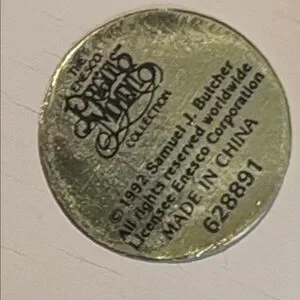 THE
ENESCO
Precious
Moments
COLLECTION
© 1992 Samuel J. Butcher
All rights reserved worldwide
Licensee Enesco Corporation
MADE IN CHINA
628891